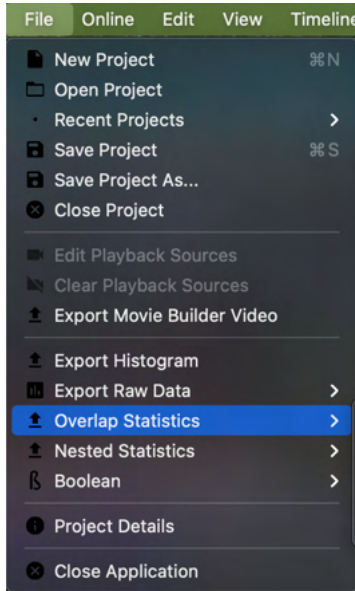 File Online Edit View Timeline
New Project ⌘N
Open Project
Recent Projects >
Save Project ⌘S
Save Project As...
Close Project
Edit Playback Sources
Clear Playback Sources
Export Movie Builder Video
Export Histogram
Export Raw Data >
Overlap Statistics >
Nested Statistics >
ß Boolean >
Project Details
Close Application